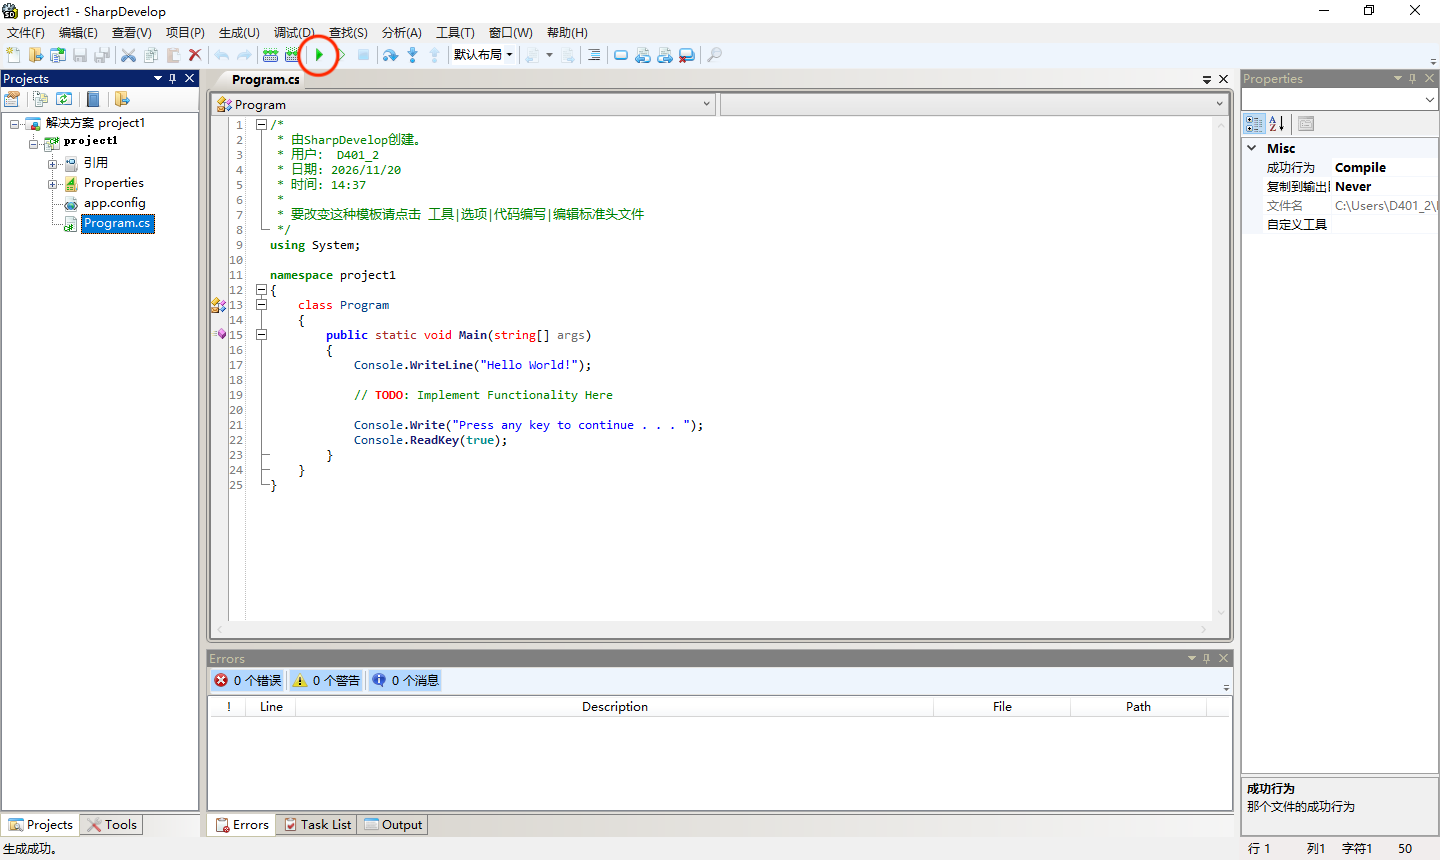 project1 - SharpDevelop
文件(F) 编辑(E) 查看(V) 项目(P) 生成(U) 调试(D) 查找(S) 分析(A) 工具(T) 窗口(W) 帮助(H)
默认布局
Projects
解决方案 project1
project1
引用
Properties
app.config
Program.cs
Projects Tools
Program.cs
Program
1 /*
2 * 由SharpDevelop创建。
3 * 用户: D401_2
4 * 日期: 2026/11/20
5 * 时间: 14:37
6 *
7 * 要改变这种模板请点击 工具|选项|代码编写|编辑标准头文件
8 */
9 using System;
10
11 namespace project1
12 {
13 class Program
14 {
15 public static void Main(string[] args)
16 {
17 Console.WriteLine("Hello World!");
18
19 // TODO: Implement Functionality Here
20
21 Console.Write("Press any key to continue . . . ");
22 Console.ReadKey(true);
23 }
24 }
25 }
Errors
0 个错误 0 个警告 0 个消息
! Line Description File Path
Errors Task List Output
Properties
Misc
成功行为 Compile
复制到输出 Never
文件名 C:\Users\D401_2\
自定义工具
成功行为
那个文件的成功行为
生成成功。
行 1 列1 字符1 50